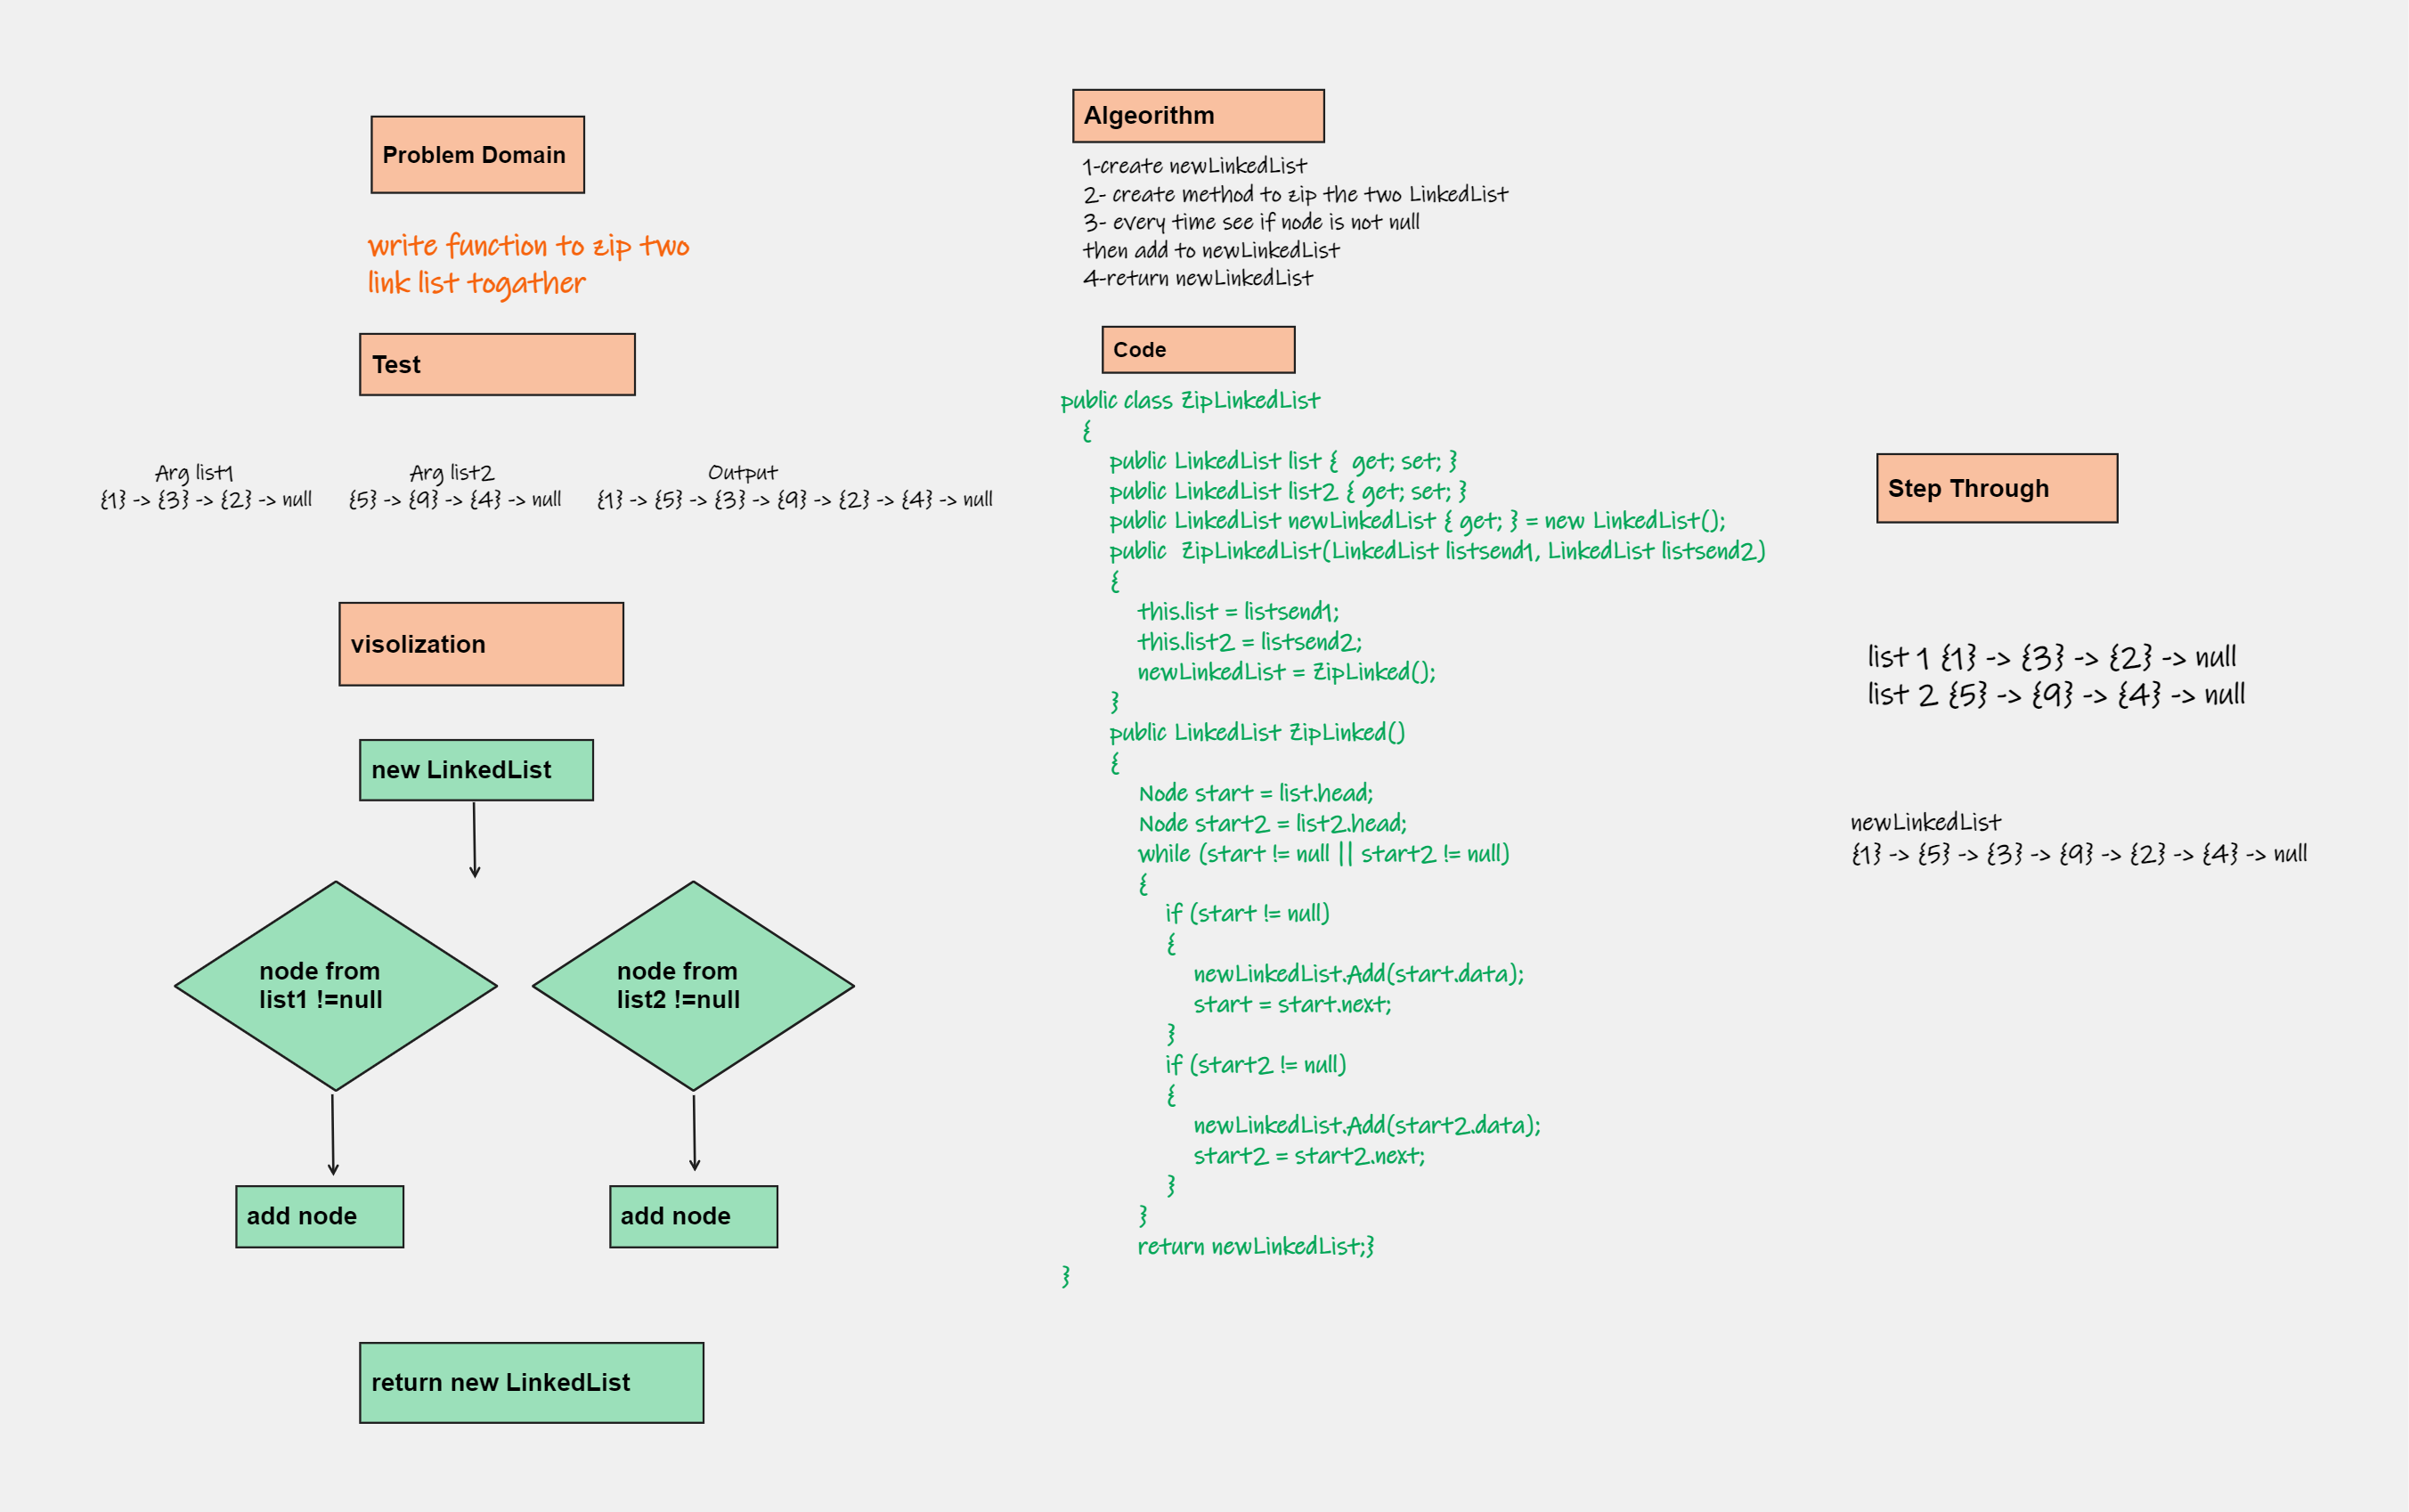 Problem Domain
write function to zip two
link list togather
Test
Arg list1
{1} -> {3} -> {2} -> null
Arg list2
{5} -> {9} -> {4} -> null
Output
{1} -> {5} -> {3} -> {9} -> {2} -> {4} -> null
visolization
new LinkedList
node from
list1 !=null
node from
list2 !=null
add node
add node
return new LinkedList
Algeorithm
1-create newLinkedList
2- create method to zip the two LinkedList
3- every time see if node is not null
then add to newLinkedList
4-return newLinkedList
Code
public class ZipLinkedList
{
public LinkedList list {  get; set; }
public LinkedList list2 { get; set; }
public LinkedList newLinkedList { get; } = new LinkedList();
public  ZipLinkedList(LinkedList listsend1, LinkedList listsend2)
{
this.list = listsend1;
this.list2 = listsend2;
newLinkedList = ZipLinked();
}
public LinkedList ZipLinked()
{
Node start = list.head;
Node start2 = list2.head;
while (start != null || start2 != null)
{
if (start != null)
{
newLinkedList.Add(start.data);
start = start.next;
}
if (start2 != null)
{
newLinkedList.Add(start2.data);
start2 = start2.next;
}
}
return newLinkedList;}
}
Step Through
list 1 {1} -> {3} -> {2} -> null
list 2 {5} -> {9} -> {4} -> null
newLinkedList
{1} -> {5} -> {3} -> {9} -> {2} -> {4} -> null